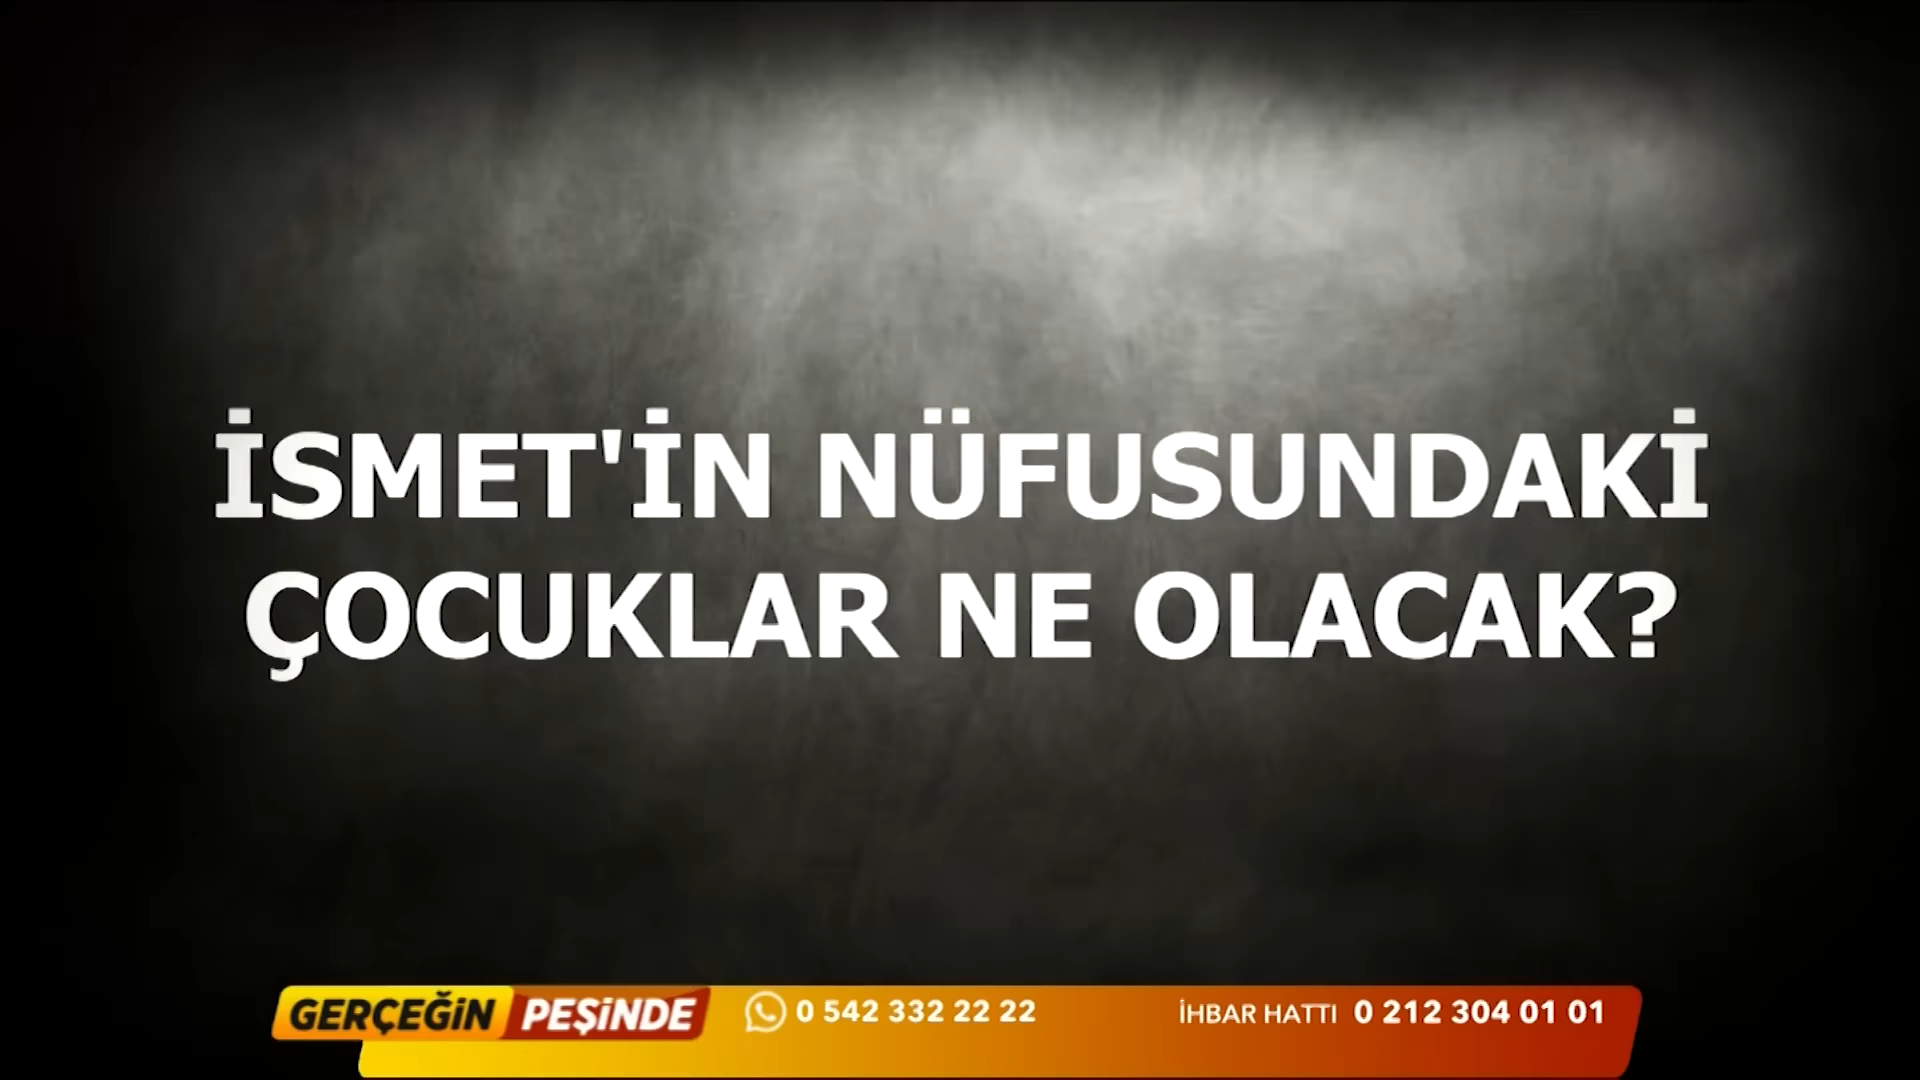 İSMET'İN NÜFUSUNDAKİ
ÇOCUKLAR NE OLACAK?
GERÇEĞİN PEŞİNDE 0 542 332 22 22 İHBAR HATTI 0 212 304 01 01